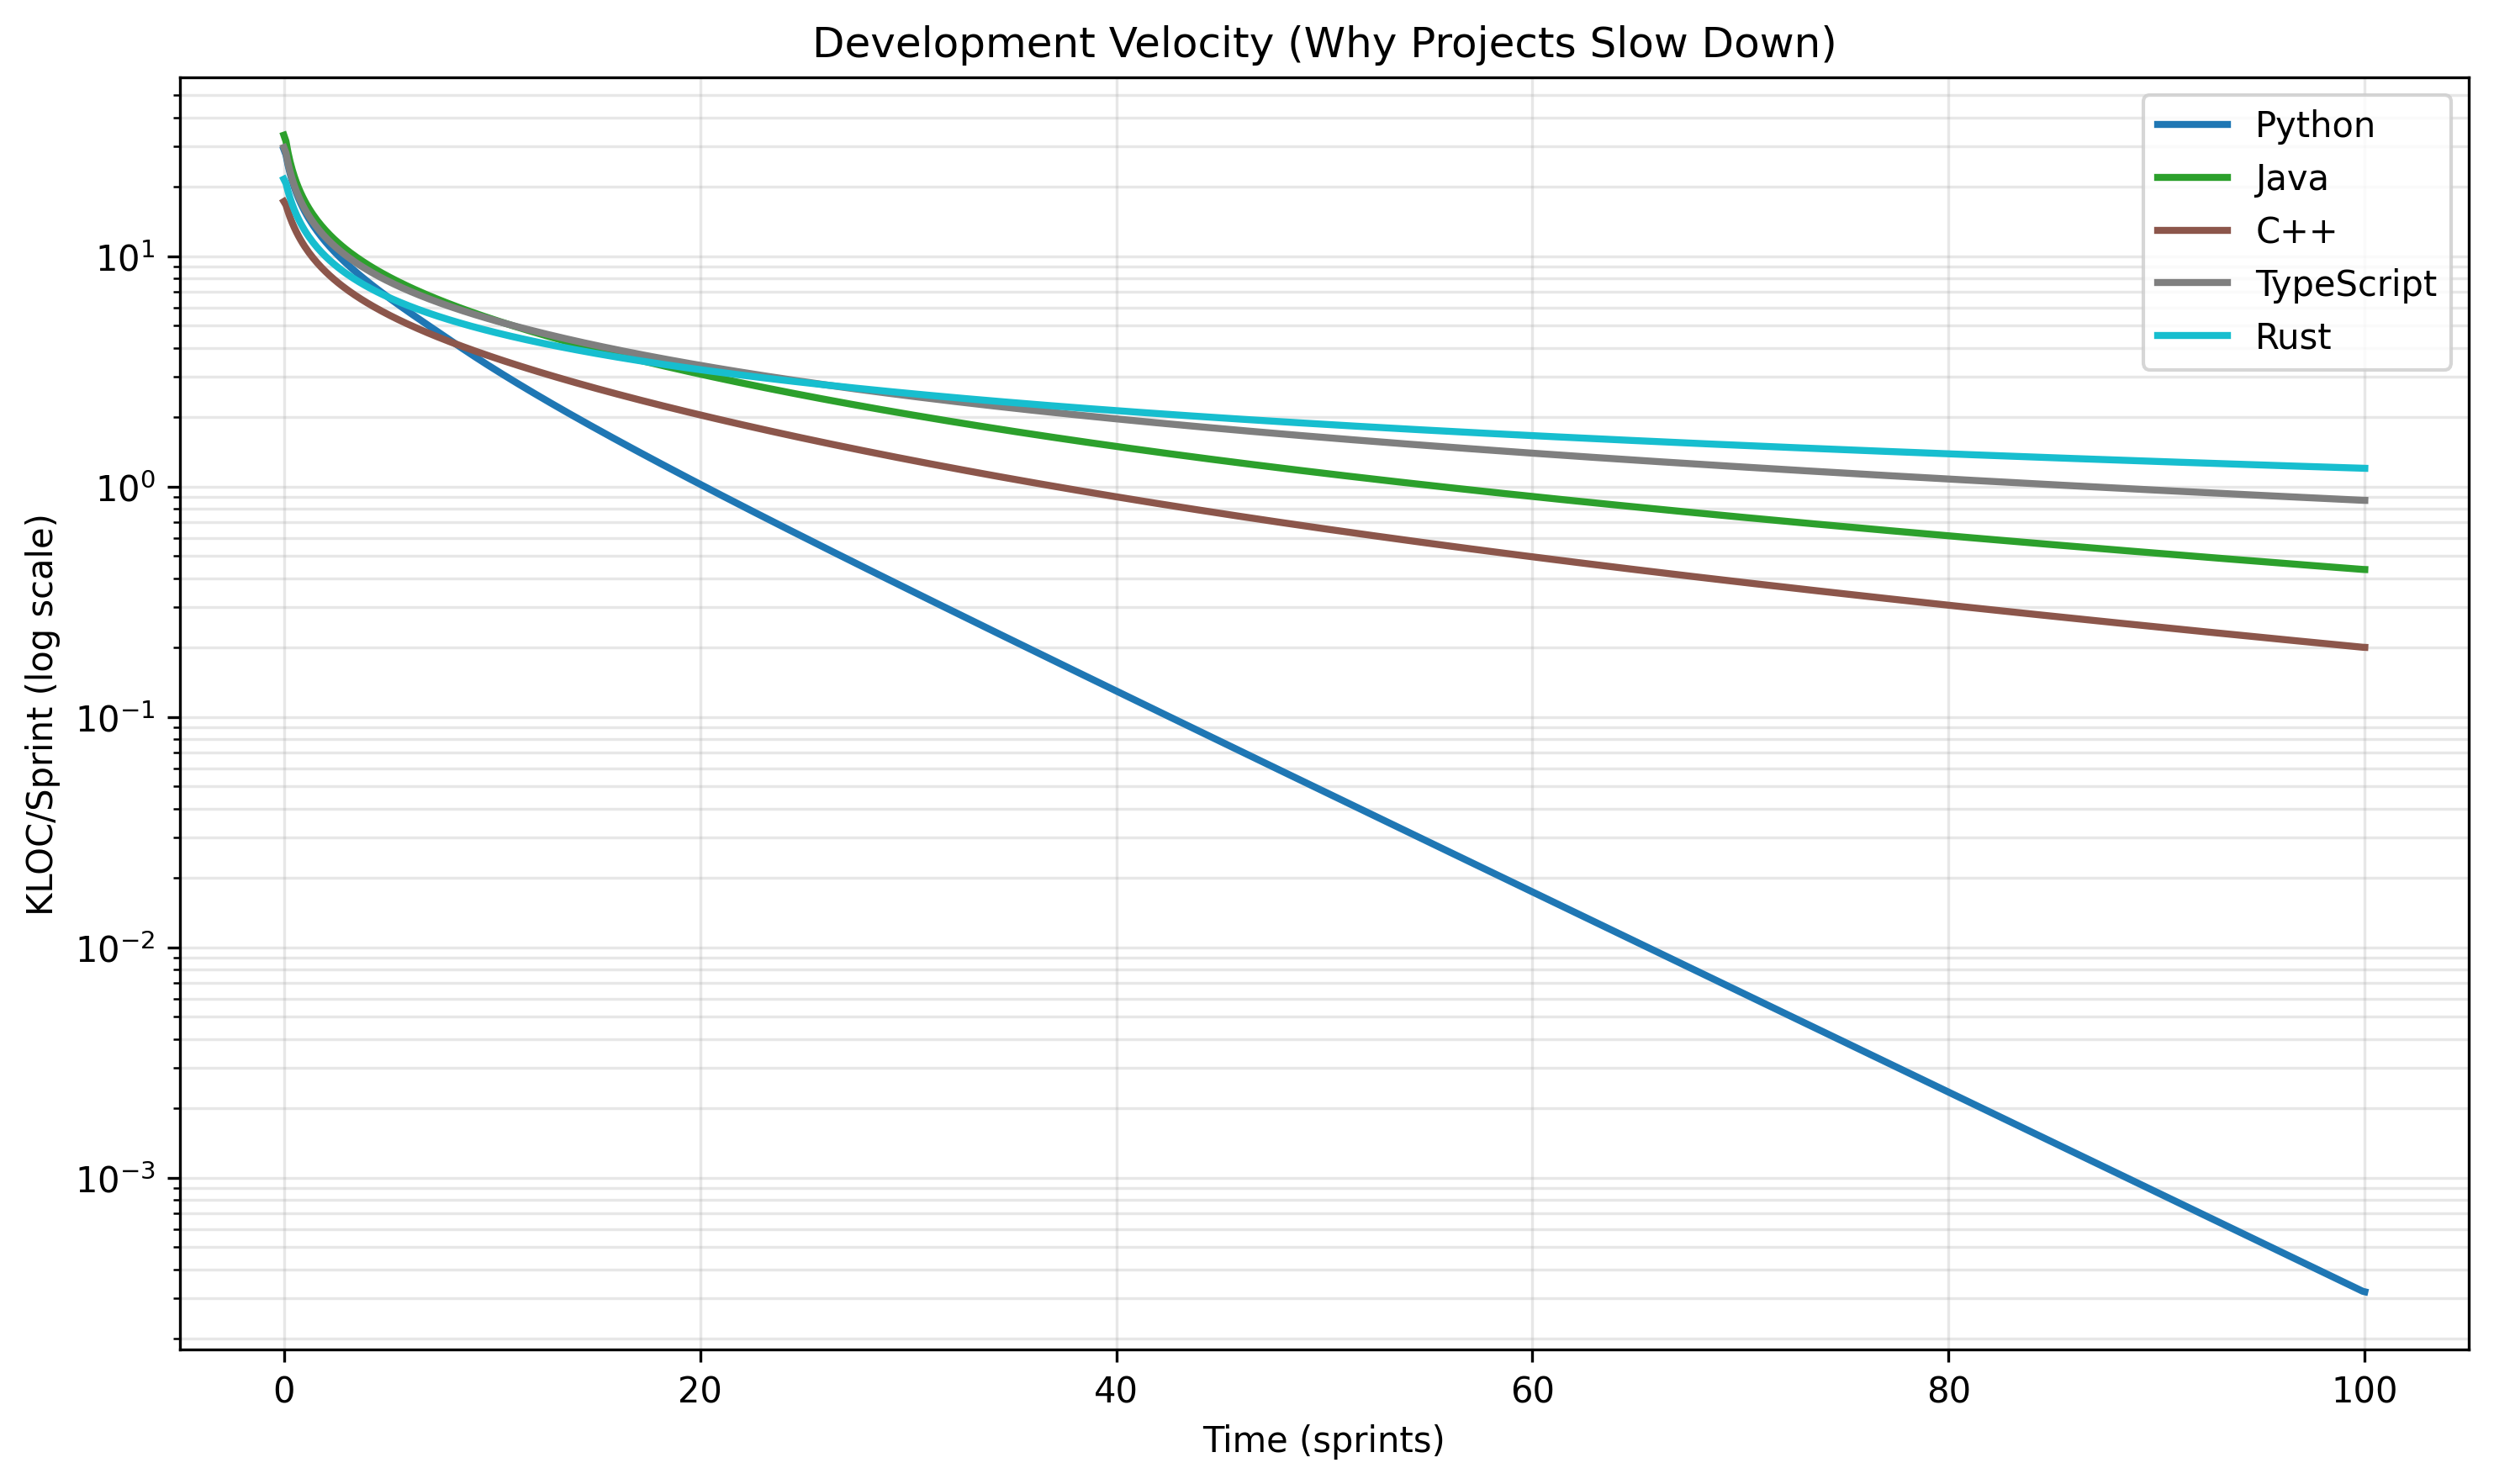 Development Velocity (Why Projects Slow Down)
Python
Java
C++
TypeScript
Rust
KLOC/Sprint (log scale)
10¹
10⁰
10⁻¹
10⁻²
10⁻³
0 20 40 60 80 100
Time (sprints)